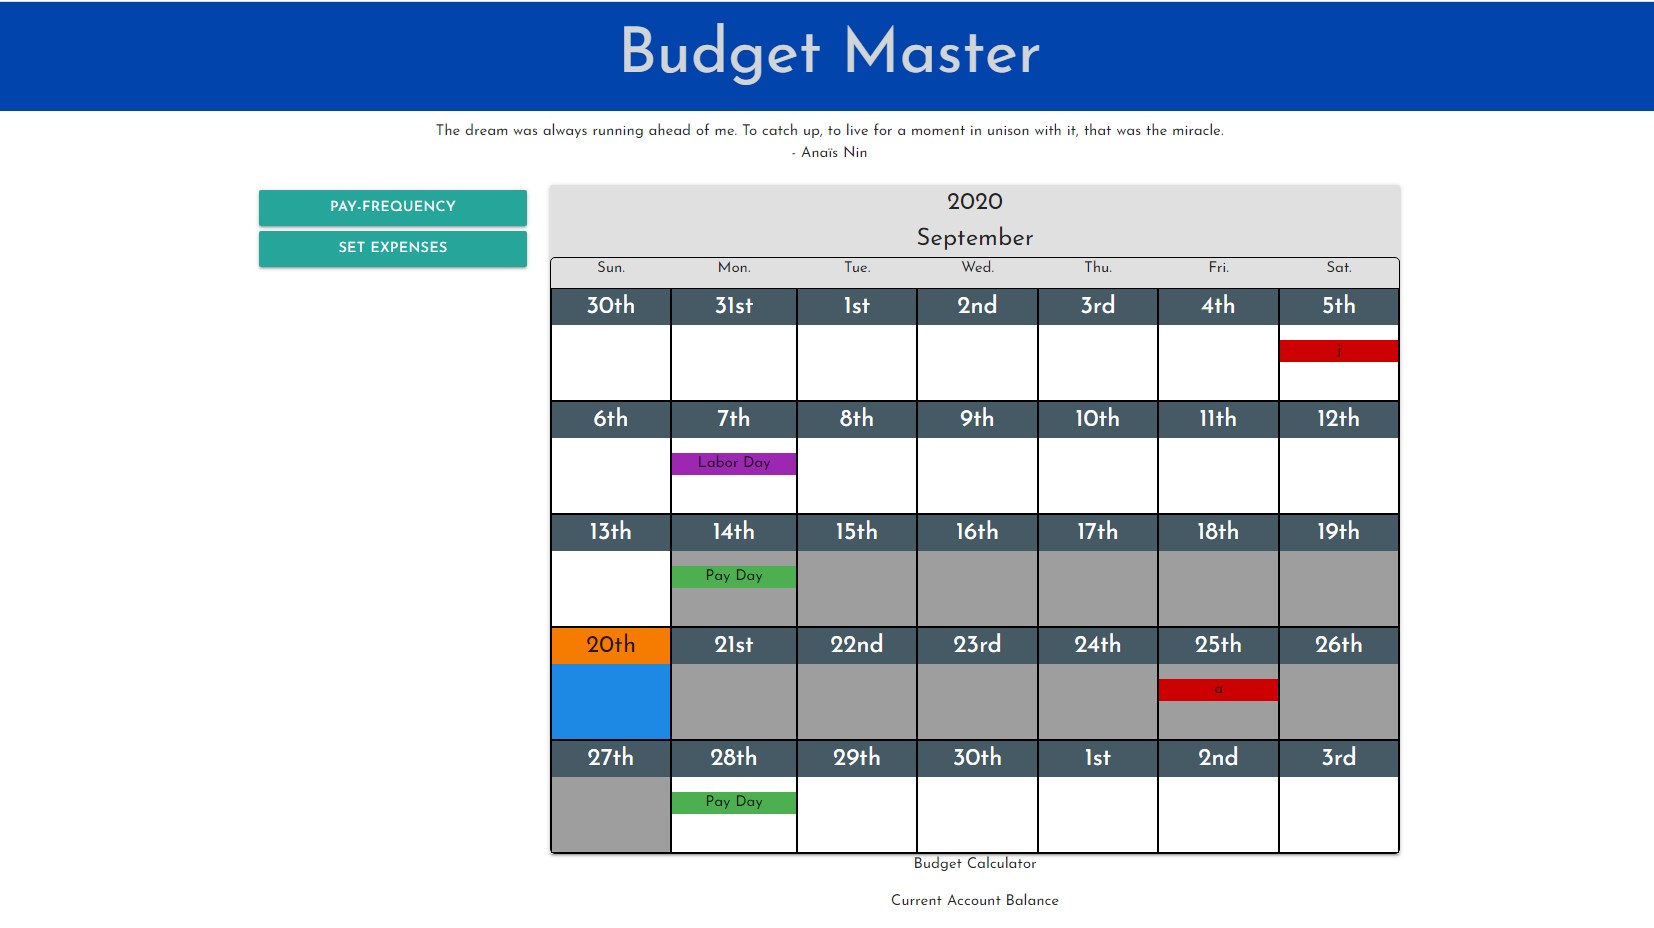 Budget Master
The dream was always running ahead of me. To catch up, to live for a moment in unison with it, that was the miracle.
- Anaïs Nin
PAY-FREQUENCY
SET EXPENSES
2020
September
Sun. Mon. Tue. Wed. Thu. Fri. Sat.
30th 31st 1st 2nd 3rd 4th 5th
j
6th 7th 8th 9th 10th 11th 12th
Labor Day
13th 14th 15th 16th 17th 18th 19th
Pay Day
20th 21st 22nd 23rd 24th 25th 26th
a
27th 28th 29th 30th 1st 2nd 3rd
Pay Day
Budget Calculator
Current Account Balance